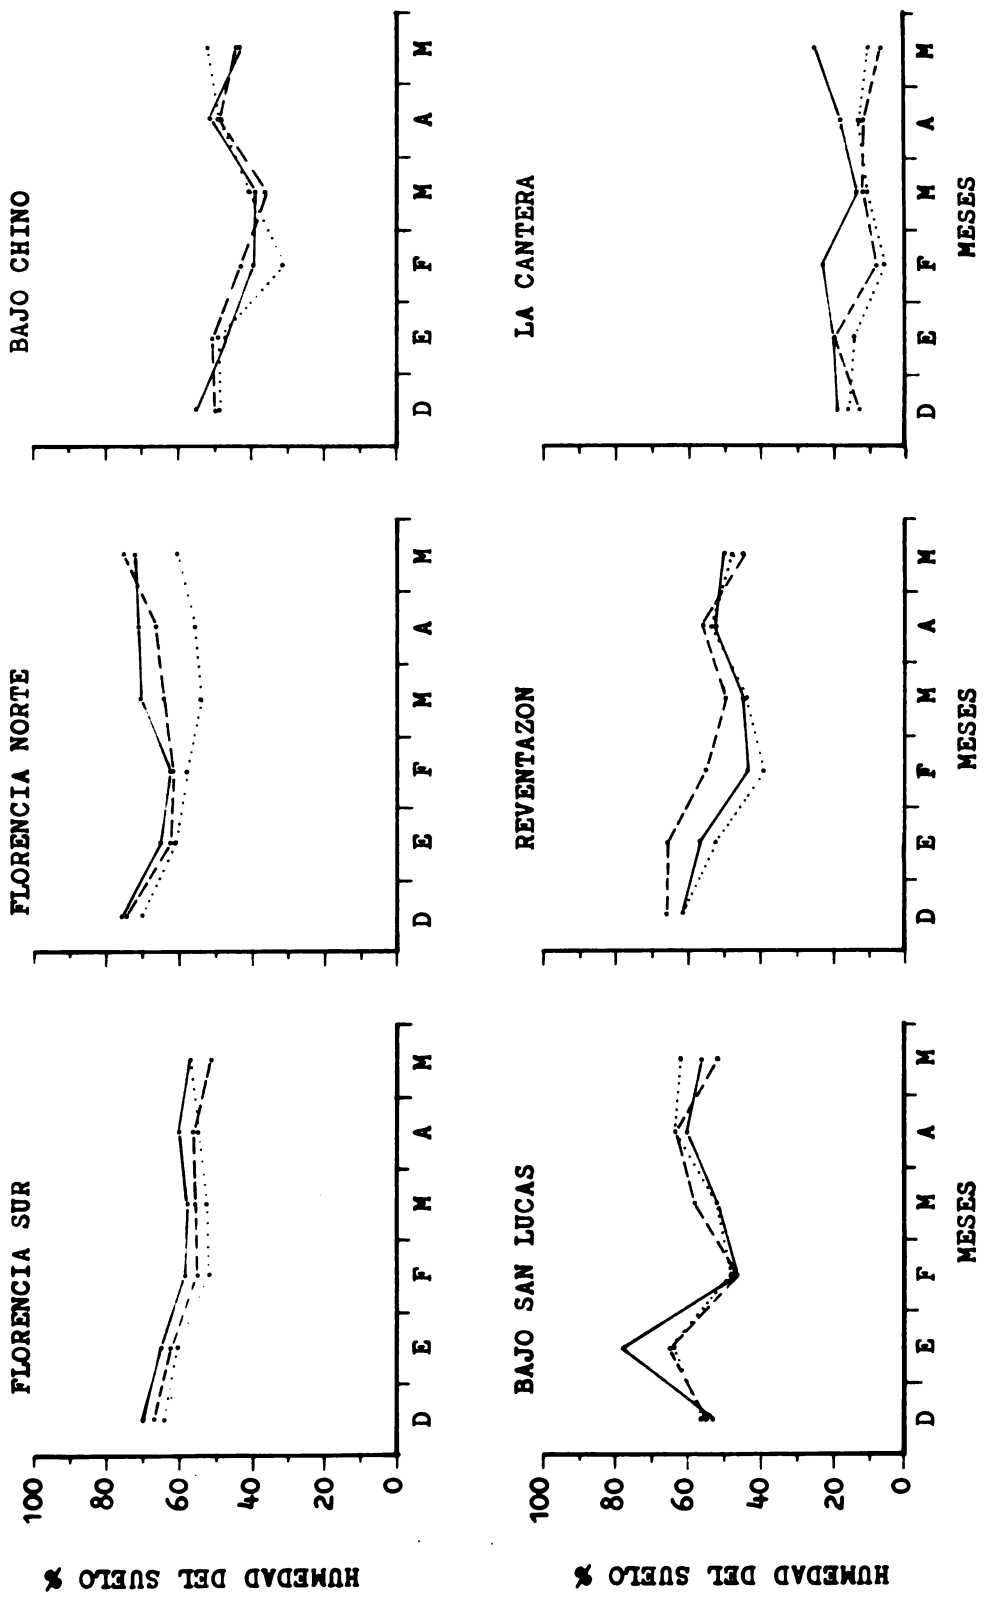 FLORENCIA SUR
FLORENCIA NORTE
BAJO CHINO
HUMEDAD DEL SUELO %
100
80
60
40
20
0
D E F M A M
D E F M A M
D E F M A M
BAJO SAN LUCAS
REVENTAZON
LA CANTERA
HUMEDAD DEL SUELO %
100
80
60
40
20
0
D E F M A M
D E F M A M
D E F M A M
MESES
MESES
MESES